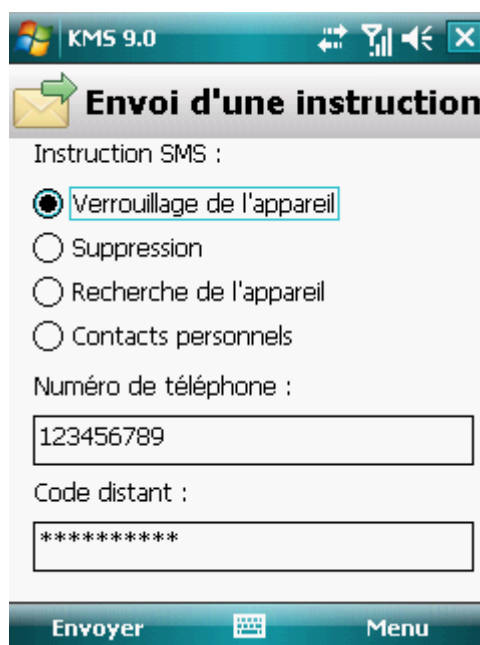 KMS 9.0
Envoi d'une instruction
Instruction SMS :
Verrouillage de l'appareil
Suppression
Recherche de l'appareil
Contacts personnels
Numéro de téléphone :
123456789
Code distant :
**********
Envoyer Menu